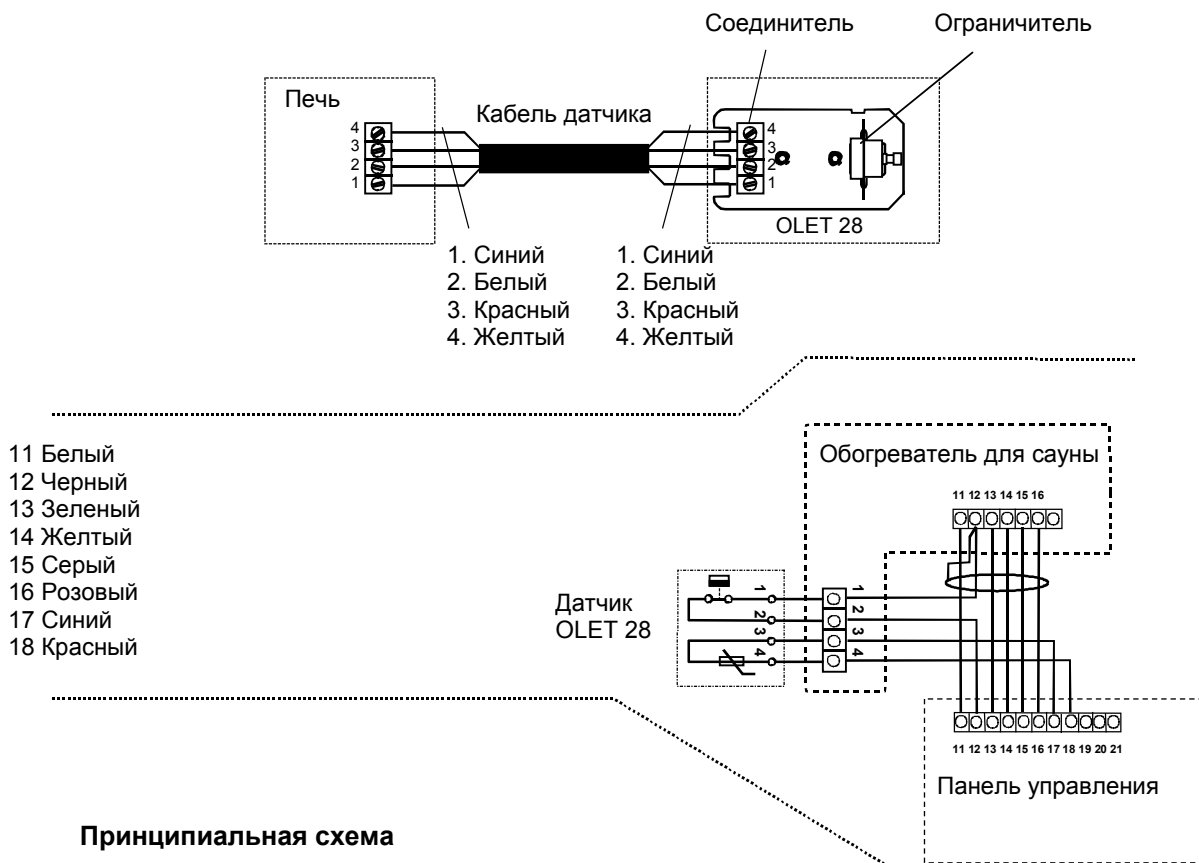 Соединитель Ограничитель
Печь
Кабель датчика
4
3
2
1
4
3
2
1
OLET 28
1. Синий 1. Синий
2. Белый 2. Белый
3. Красный 3. Красный
4. Желтый 4. Желтый
11 Белый
12 Черный
13 Зеленый
14 Желтый
15 Серый
16 Розовый
17 Синий
18 Красный
Обогреватель для сауны
11 12 13 14 15 16
Датчик
OLET 28
1
2
3
4
1
2
3
4
11 12 13 14 15 16 17 18 19 20 21
Панель управления
Принципиальная схема